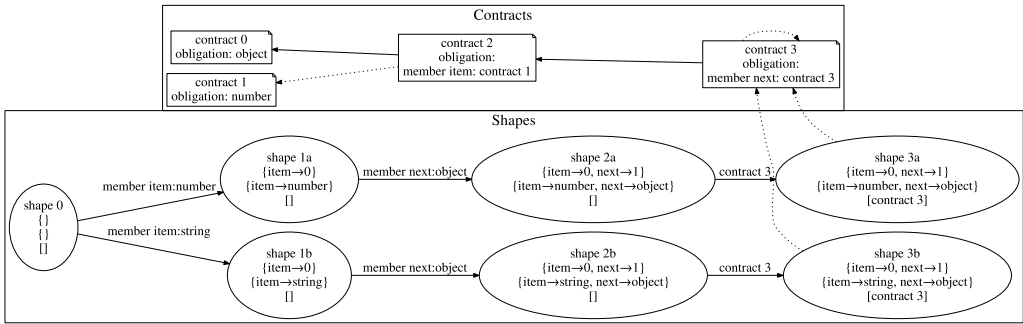 Contracts
contract 0
obligation: object
contract 1
obligation: number
contract 2
obligation:
member item: contract 1
contract 3
obligation:
member next: contract 3
Shapes
shape 0
{}
{}
[]
member item:number
member item:string
shape 1a
{item→0}
{item→number}
[]
member next:object
shape 2a
{item→0, next→1}
{item→number, next→object}
[]
contract 3
shape 3a
{item→0, next→1}
{item→number, next→object}
[contract 3]
shape 1b
{item→0}
{item→string}
[]
member next:object
shape 2b
{item→0, next→1}
{item→string, next→object}
[]
contract 3
shape 3b
{item→0, next→1}
{item→string, next→object}
[contract 3]